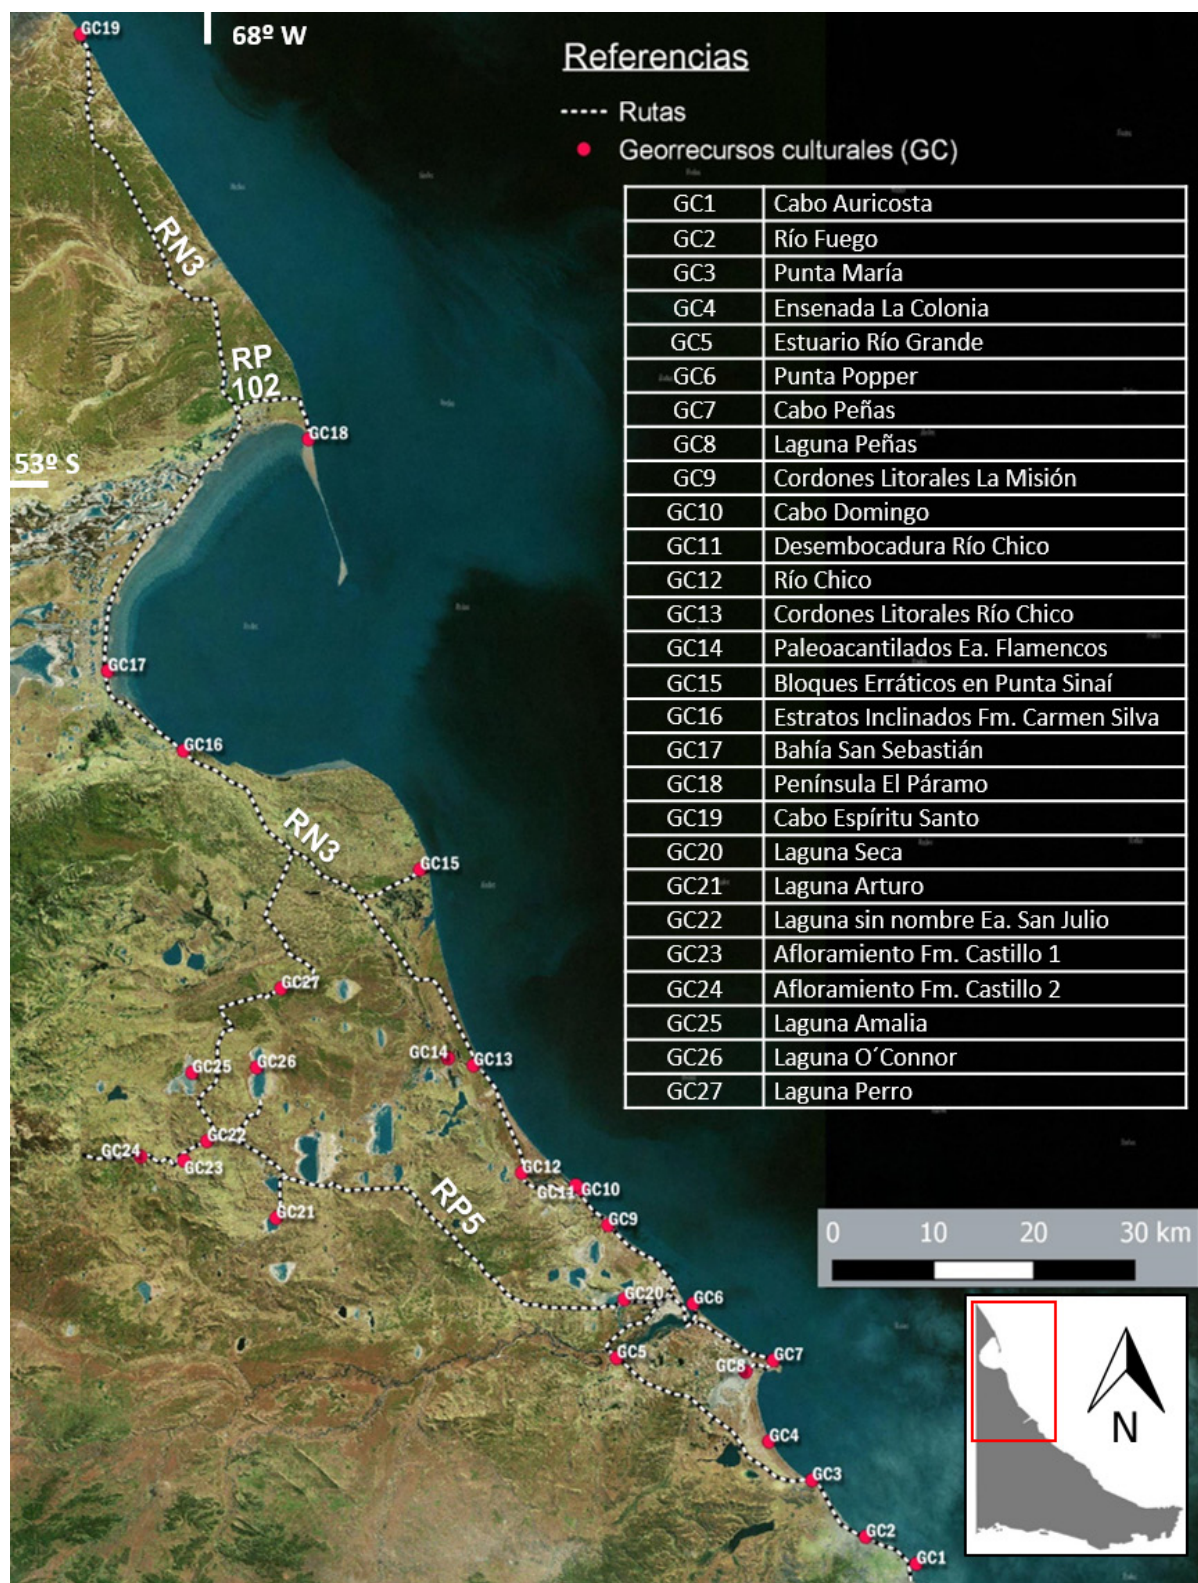 GC19
68º W
Referencias
Rutas
Georrecursos culturales (GC)
GC1 Cabo Auricosta
GC2 Río Fuego
GC3 Punta María
GC4 Ensenada La Colonia
GC5 Estuario Río Grande
GC6 Punta Popper
GC7 Cabo Peñas
GC8 Laguna Peñas
GC9 Cordones Litorales La Misión
GC10 Cabo Domingo
GC11 Desembocadura Río Chico
GC12 Río Chico
GC13 Cordones Litorales Río Chico
GC14 Paleoacantilados Ea. Flamencos
GC15 Bloques Erráticos en Punta Sinaí
GC16 Estratos Inclinados Fm. Carmen Silva
GC17 Bahía San Sebastián
GC18 Península El Páramo
GC19 Cabo Espíritu Santo
GC20 Laguna Seca
GC21 Laguna Arturo
GC22 Laguna sin nombre Ea. San Julio
GC23 Afloramiento Fm. Castillo 1
GC24 Afloramiento Fm. Castillo 2
GC25 Laguna Amalia
GC26 Laguna O´Connor
GC27 Laguna Perro
RN3
RP
102
GC18
53º S
GC17
GC16
RN3
GC15
GC27
GC14
GC13
GC25
GC26
GC22
GC24
GC23
GC12
GC11
GC10
GC21
RP5
GC9
GC20
GC6
GC5
GC7
GC8
GC4
GC3
GC2
GC1
0 10 20 30 km
N